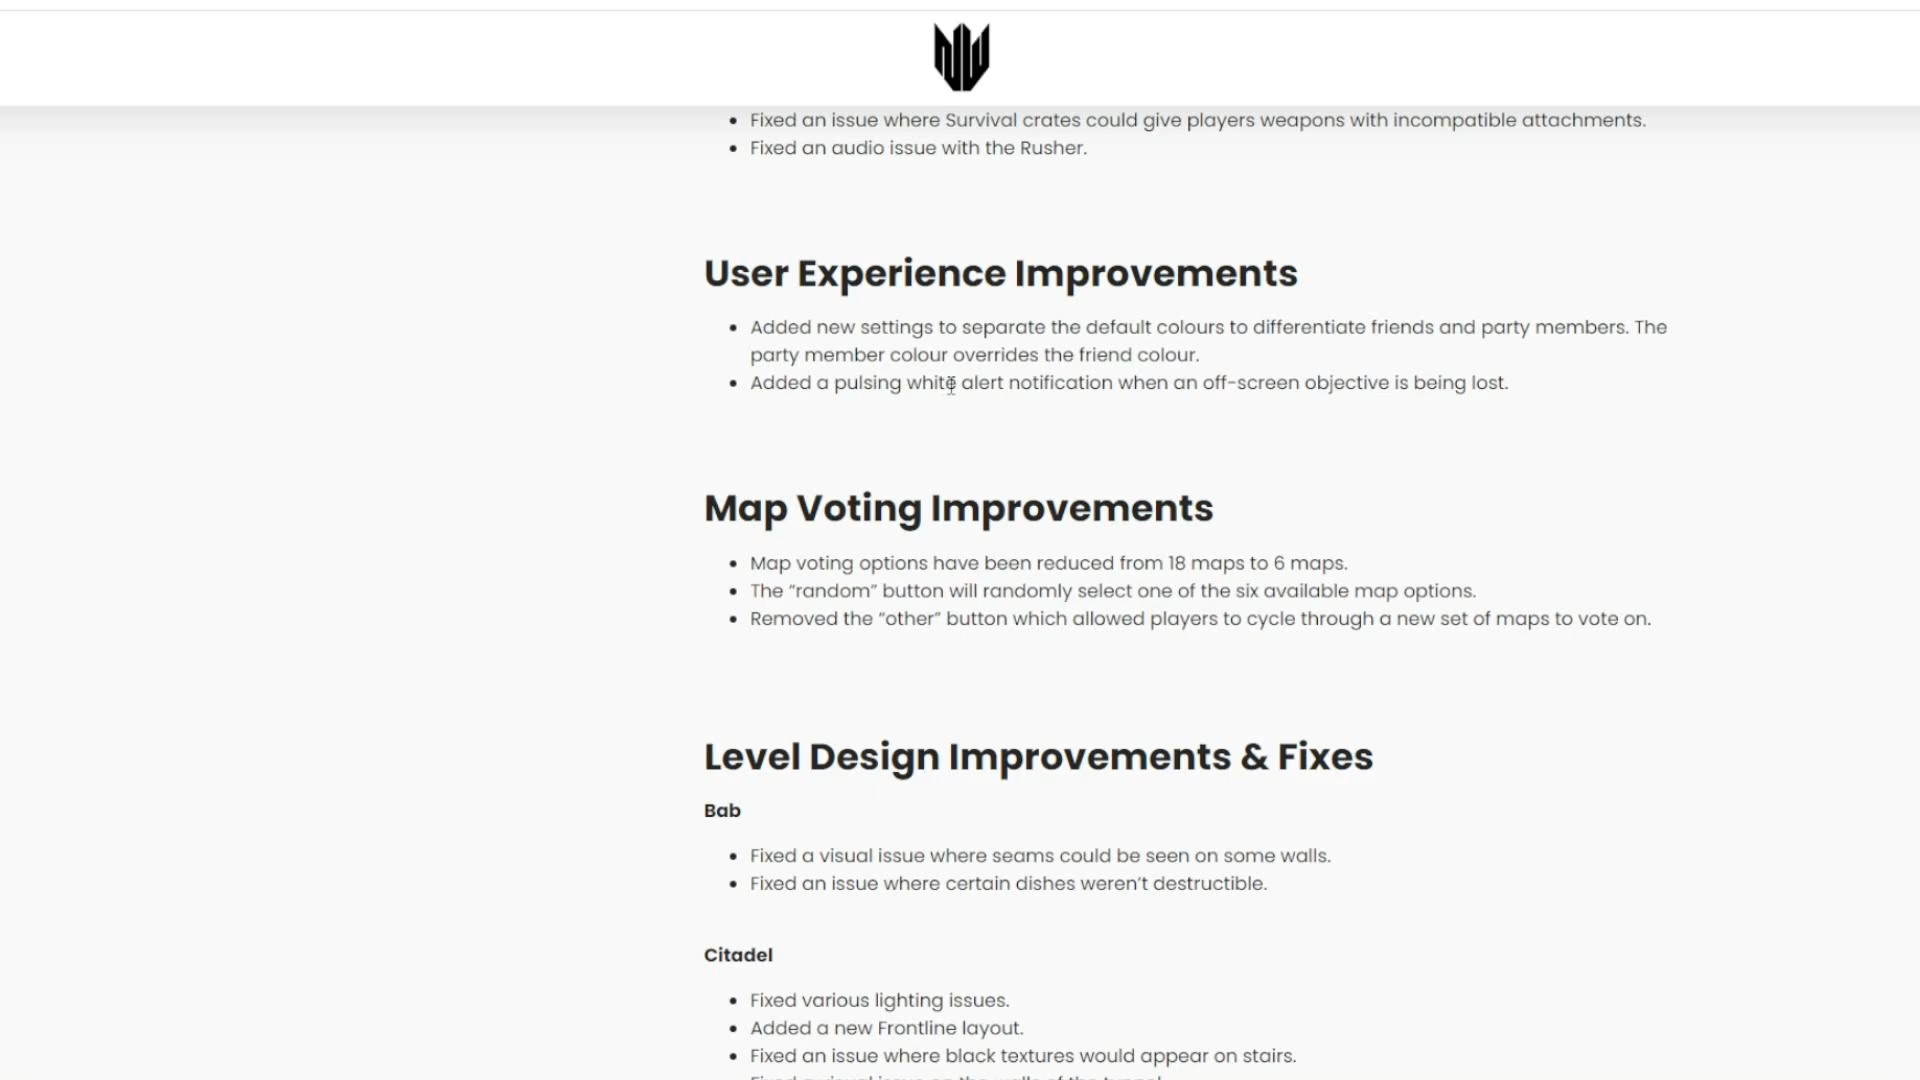 Fixed an issue where Survival crates could give players weapons with incompatible attachments.
Fixed an audio issue with the Rusher.
User Experience Improvements
Added new settings to separate the default colours to differentiate friends and party members. The
party member colour overrides the friend colour.
Added a pulsing white alert notification when an off-screen objective is being lost.
Map Voting Improvements
Map voting options have been reduced from 18 maps to 6 maps.
The “random” button will randomly select one of the six available map options.
Removed the “other” button which allowed players to cycle through a new set of maps to vote on.
Level Design Improvements & Fixes
Bab
Fixed a visual issue where seams could be seen on some walls.
Fixed an issue where certain dishes weren’t destructible.
Citadel
Fixed various lighting issues.
Added a new Frontline layout.
Fixed an issue where black textures would appear on stairs.